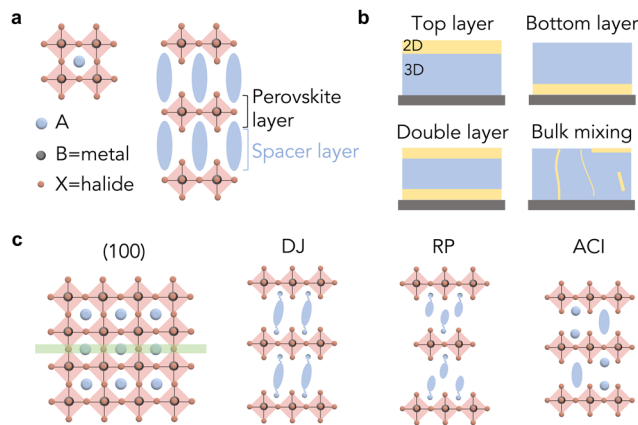 a
A
B=metal
X=halide
Perovskite
layer
Spacer layer
b
Top layer
Bottom layer
2D
3D
Double layer
Bulk mixing
c
(100)
DJ
RP
ACI